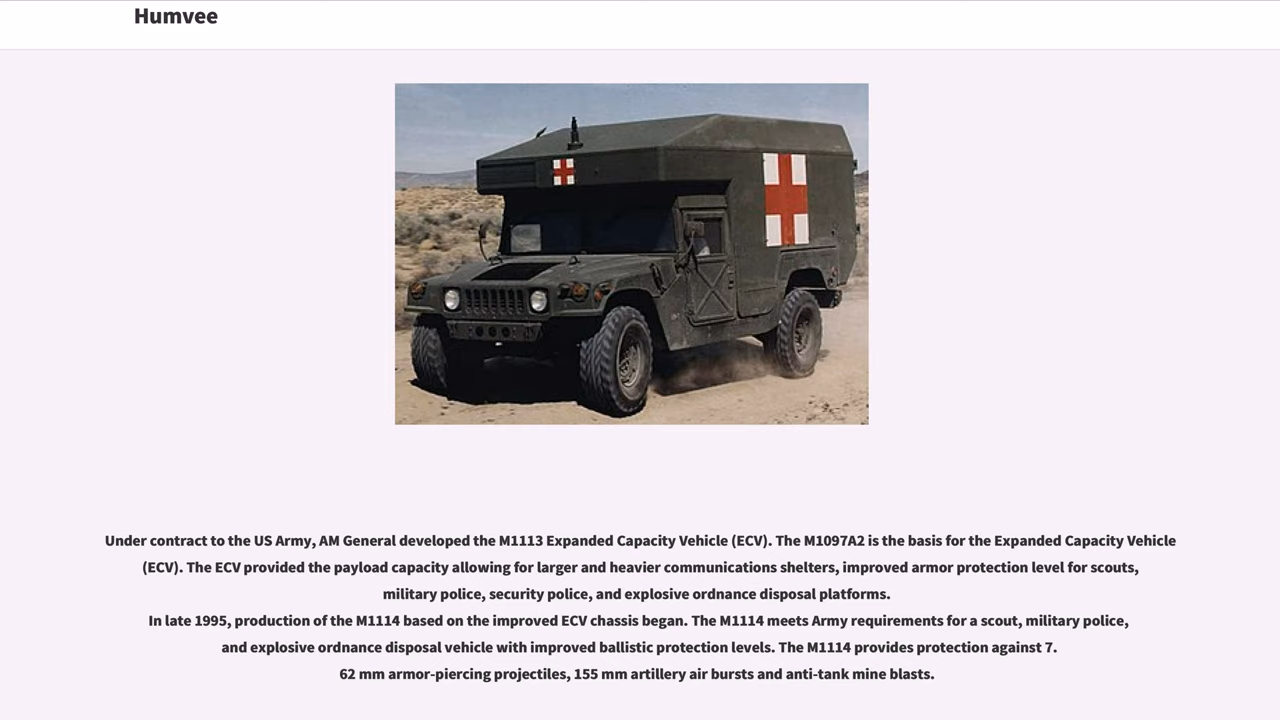 Humvee
Under contract to the US Army, AM General developed the M1113 Expanded Capacity Vehicle (ECV). The M1097A2 is the basis for the Expanded Capacity Vehicle
(ECV). The ECV provided the payload capacity allowing for larger and heavier communications shelters, improved armor protection level for scouts,
military police, security police, and explosive ordnance disposal platforms.
In late 1995, production of the M1114 based on the improved ECV chassis began. The M1114 meets Army requirements for a scout, military police,
and explosive ordnance disposal vehicle with improved ballistic protection levels. The M1114 provides protection against 7.
62 mm armor-piercing projectiles, 155 mm artillery air bursts and anti-tank mine blasts.